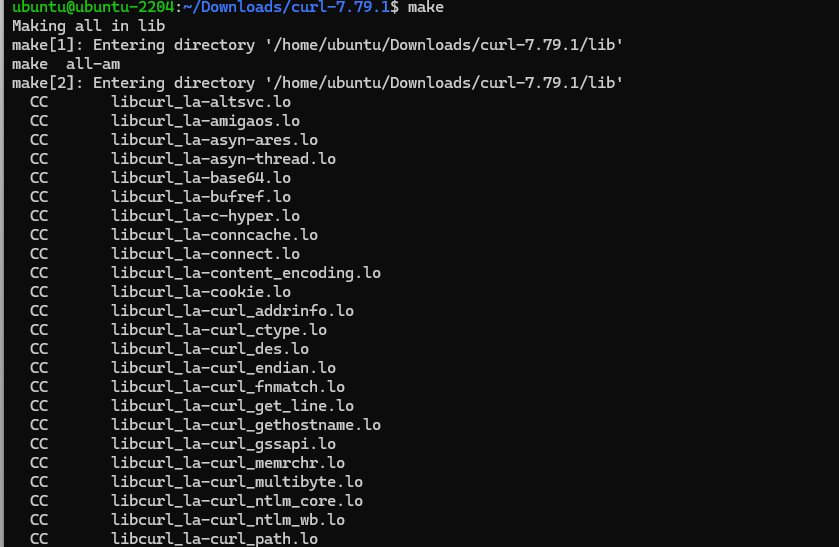 ubuntu@ubuntu-2204:~/Downloads/curl-7.79.1$ make
Making all in lib
make[1]: Entering directory '/home/ubuntu/Downloads/curl-7.79.1/lib'
make  all-am
make[2]: Entering directory '/home/ubuntu/Downloads/curl-7.79.1/lib'
  CC       libcurl_la-altsvc.lo
  CC       libcurl_la-amigaos.lo
  CC       libcurl_la-asyn-ares.lo
  CC       libcurl_la-asyn-thread.lo
  CC       libcurl_la-base64.lo
  CC       libcurl_la-bufref.lo
  CC       libcurl_la-c-hyper.lo
  CC       libcurl_la-conncache.lo
  CC       libcurl_la-connect.lo
  CC       libcurl_la-content_encoding.lo
  CC       libcurl_la-cookie.lo
  CC       libcurl_la-curl_addrinfo.lo
  CC       libcurl_la-curl_ctype.lo
  CC       libcurl_la-curl_des.lo
  CC       libcurl_la-curl_endian.lo
  CC       libcurl_la-curl_fnmatch.lo
  CC       libcurl_la-curl_get_line.lo
  CC       libcurl_la-curl_gethostname.lo
  CC       libcurl_la-curl_gssapi.lo
  CC       libcurl_la-curl_memrchr.lo
  CC       libcurl_la-curl_multibyte.lo
  CC       libcurl_la-curl_ntlm_core.lo
  CC       libcurl_la-curl_ntlm_wb.lo
  CC       libcurl_la-curl_path.lo